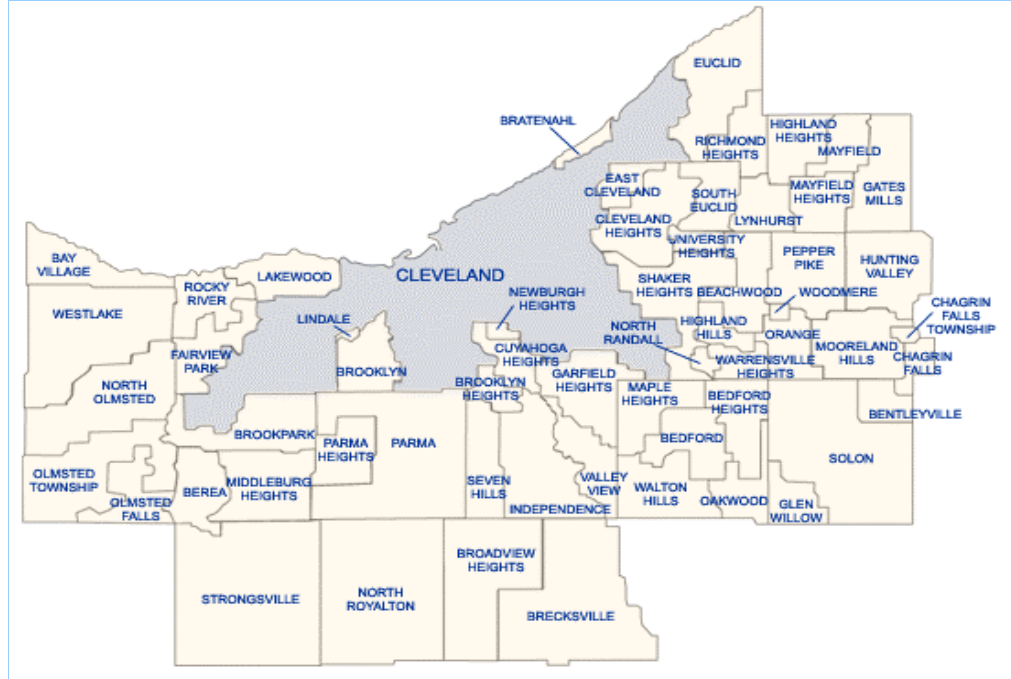 EUCLID
BRATENAHL
RICHMOND
HEIGHTS
HIGHLAND
HEIGHTS
MAYFIELD
EAST
CLEVELAND
SOUTH
EUCLID
MAYFIELD
HEIGHTS
GATES
MILLS
CLEVELAND
HEIGHTS
LYNHURST
UNIVERSITY
HEIGHTS
PEPPER
PIKE
HUNTING
VALLEY
BAY
VILLAGE
LAKEWOOD
ROCKY
RIVER
CLEVELAND
SHAKER
HEIGHTS
BEACHWOOD
WOODMERE
NEWBURGH
HEIGHTS
CHAGRIN
FALLS
TOWNSHIP
WESTLAKE
LINDALE
NORTH
RANDALL
HIGHLAND
HILLS
ORANGE
MOORELAND
HILLS
CUYAHOGA
HEIGHTS
FAIRVIEW
PARK
WARRENSVILLE
HEIGHTS
CHAGRIN
FALLS
BROOKLYN
BROOKLYN
HEIGHTS
GARFIELD
HEIGHTS
NORTH
OLMSTED
MAPLE
HEIGHTS
BEDFORD
HEIGHTS
BENTLEYVILLE
BROOKPARK
PARMA
HEIGHTS
PARMA
BEDFORD
SOLON
OLMSTED
TOWNSHIP
BEREA
MIDDLEBURG
HEIGHTS
SEVEN
HILLS
VALLEY
VIEW
WALTON
HILLS
OAKWOOD
OLMSTED
FALLS
INDEPENDENCE
GLEN
WILLOW
BROADVIEW
HEIGHTS
STRONGSVILLE
NORTH
ROYALTON
BRECKSVILLE